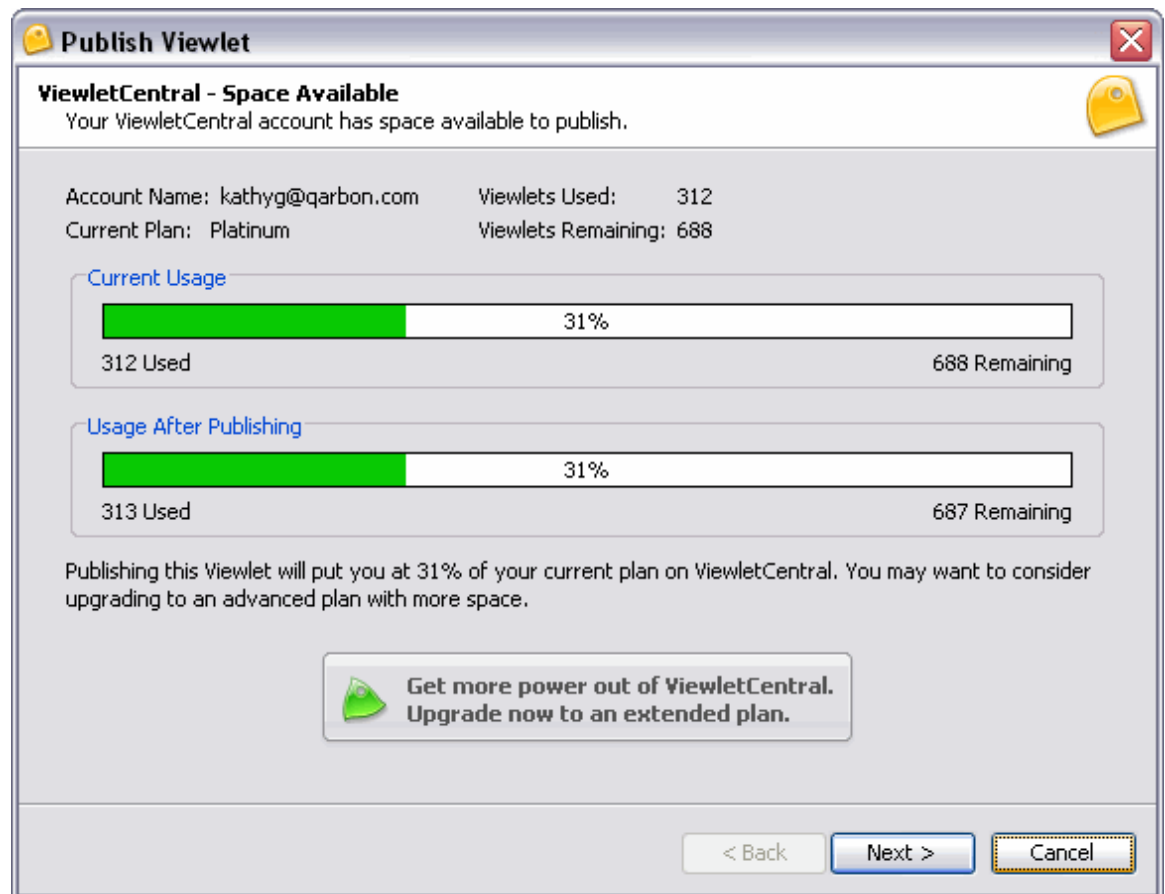 Publish Viewlet
ViewletCentral - Space Available
Your ViewletCentral account has space available to publish.
Account Name: kathyg@qarbon.com Viewlets Used: 312
Current Plan: Platinum Viewlets Remaining: 688
Current Usage
31%
312 Used 688 Remaining
Usage After Publishing
31%
313 Used 687 Remaining
Publishing this Viewlet will put you at 31% of your current plan on ViewletCentral. You may want to consider
upgrading to an advanced plan with more space.
Get more power out of ViewletCentral.
Upgrade now to an extended plan.
< Back Next > Cancel